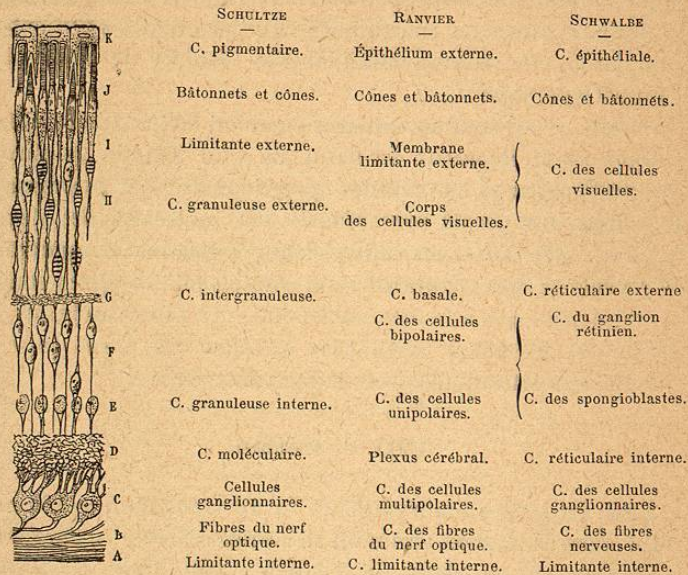 SCHULTZE RANVIER SCHWALBE
K C. pigmentaire. Épithélium externe. C. épithéliale.
J Bâtonnets et cônes. Cônes et bâtonnets. Cônes et bâtonnets.
I Limitante externe. Membrane
limitante externe.
C. des cellules
visuelles.
H C. granuleuse externe. Corps
des cellules visuelles.
G C. intergranuleuse. C. basale. C. réticulaire externe
C. des cellules
bipolaires.
C. du ganglion
rétinien.
F
E C. granuleuse interne. C. des cellules
unipolaires.
C. des spongioblastes.
D C. moléculaire. Plexus cérébral. C. réticulaire interne.
C Cellules
ganglionnaires.
C. des cellules
multipolaires.
C. des cellules
ganglionnaires.
B Fibres du nerf
optique.
C. des fibres
du nerf optique.
C. des fibres
nerveuses.
A Limitante interne. C. limitante interne. Limitante interne.